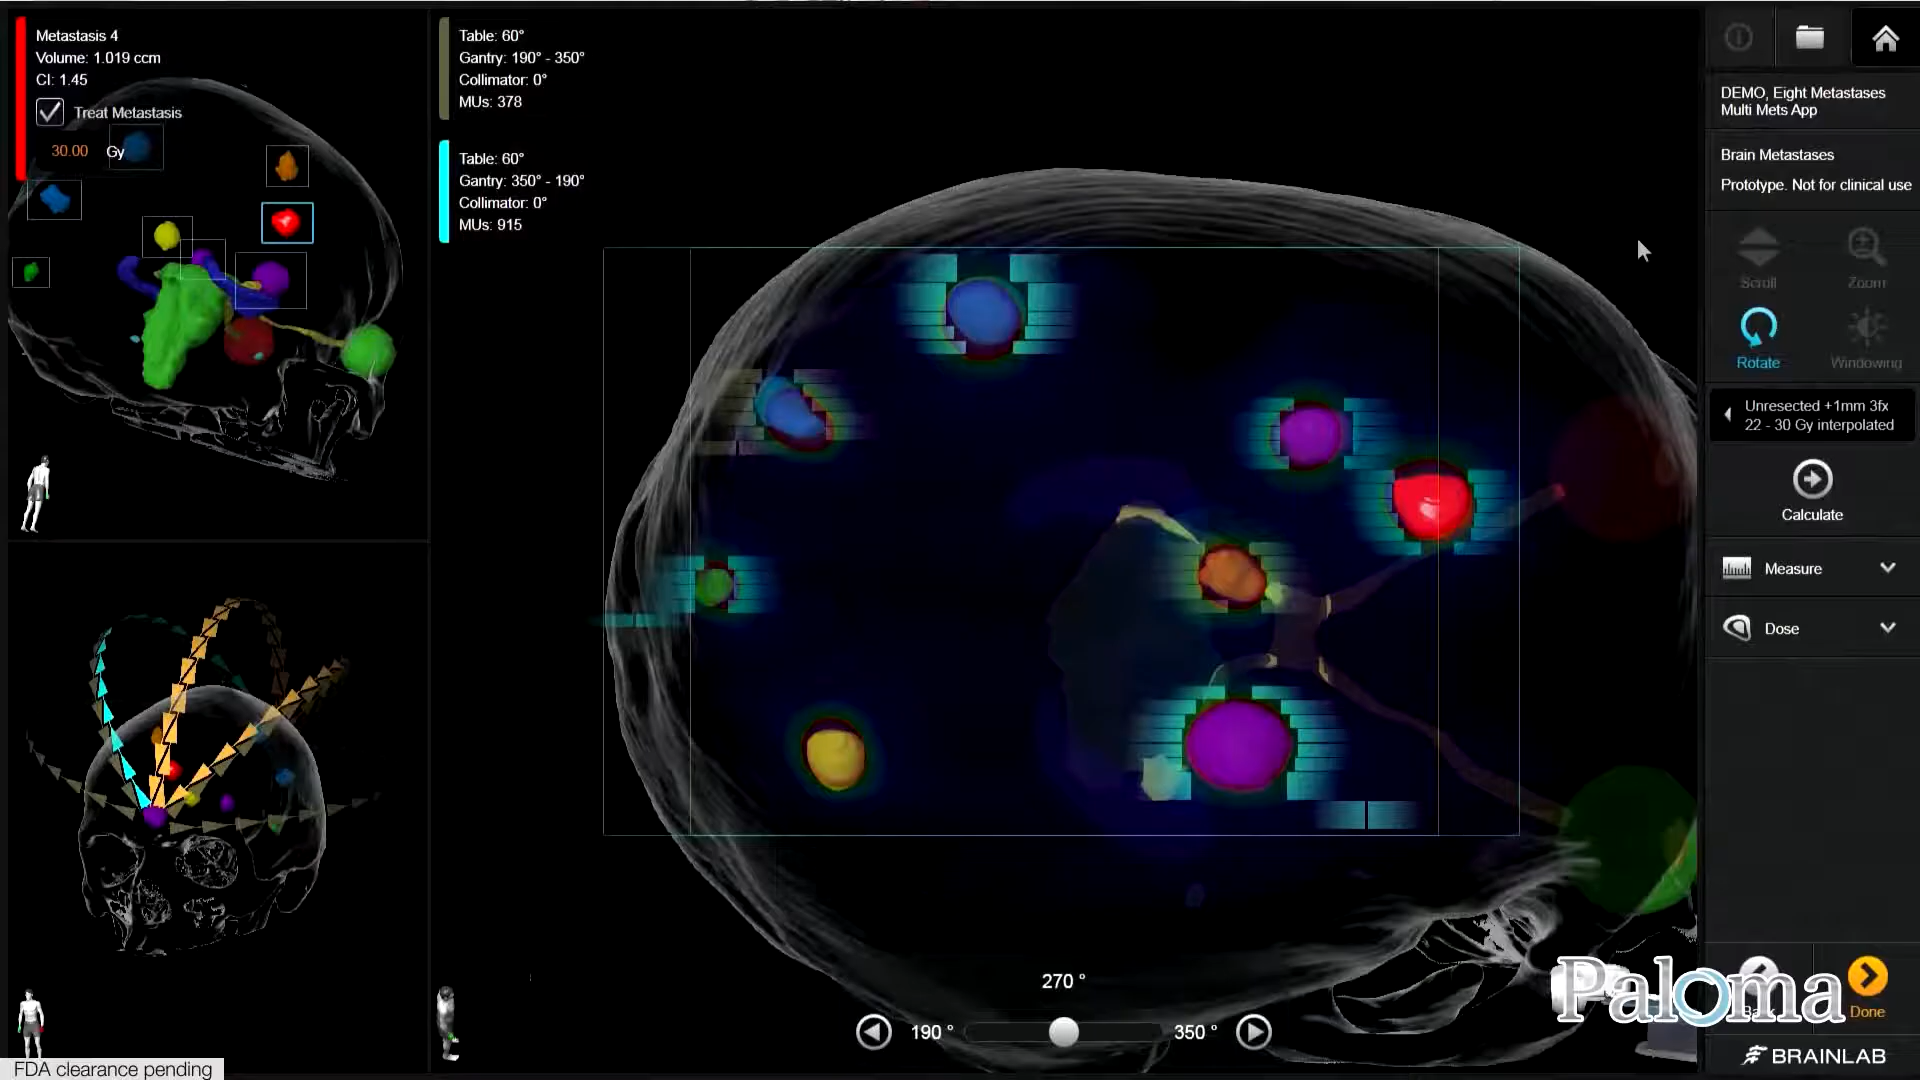 Metastasis 4
Volume: 1.019 ccm
CI: 1.45
Treat Metastasis
30.00 Gy
Table: 60°
Gantry: 190° - 350°
Collimator: 0°
MUs: 378
Table: 60°
Gantry: 350° - 190°
Collimator: 0°
MUs: 915
270 °
190 °
350 °
DEMO, Eight Metastases
Multi Mets App
Brain Metastases
Prototype. Not for clinical use
Scroll
Zoom
Rotate
Windowing
Unresected +1mm 3fx
22 - 30 Gy interpolated
Calculate
Measure
Dose
Paloma
Done
BRAINLAB
FDA clearance pending